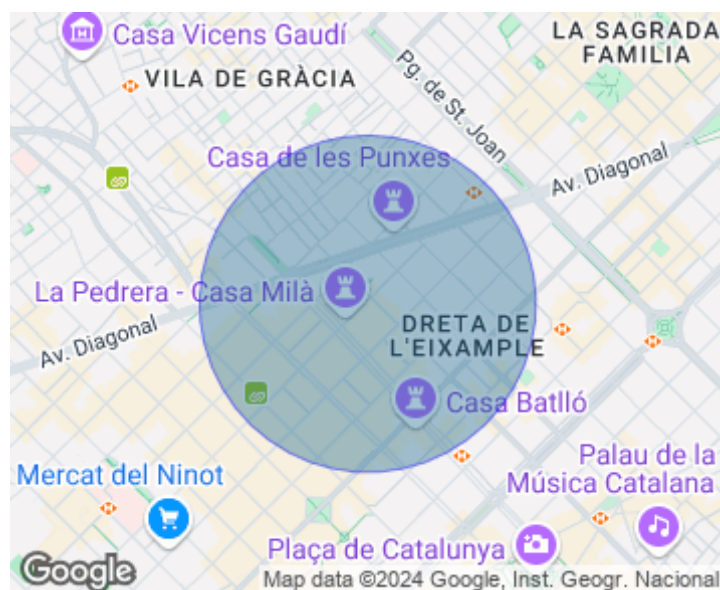 Casa Vicens Gaudí
LA SAGRADA
FAMILIA
VILA DE GRÀCIA
Pg. de St. Joan
Casa de les Punxes
Av. Diagonal
La Pedrera - Casa Milà
DRETA DE
L'EIXAMPLE
Av. Diagonal
Casa Batlló
Mercat del Ninot
Palau de la
Música Catalana
Plaça de Catalunya
Google
Map data ©2024 Google, Inst. Geogr. Nacional